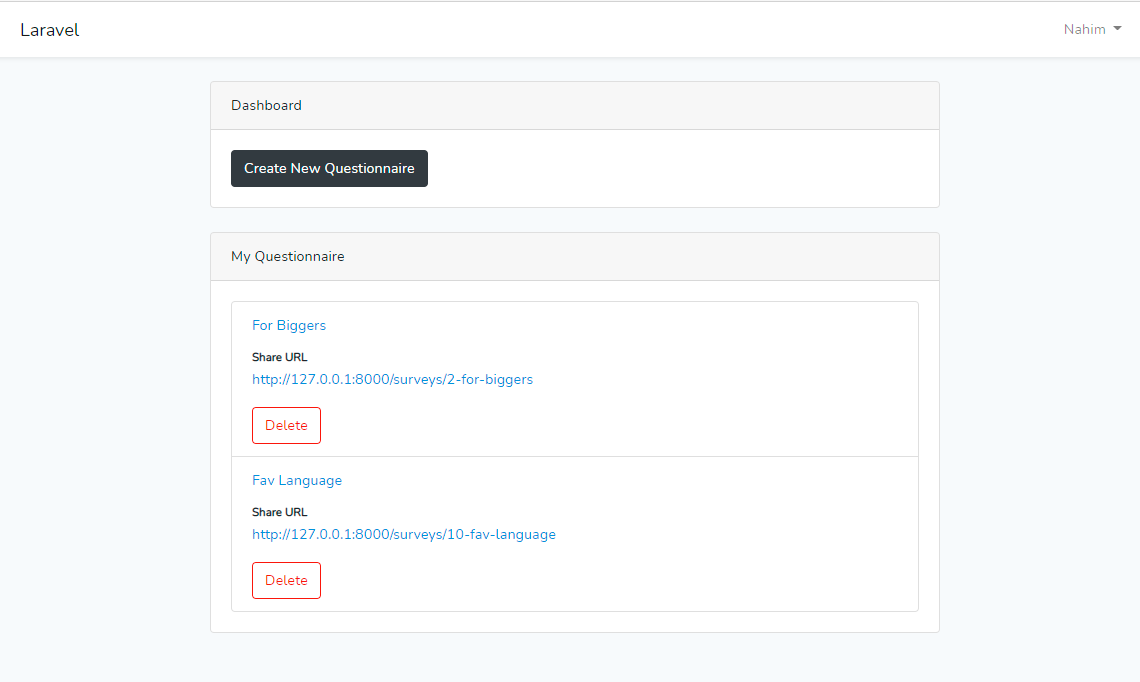 Laravel
Nahim
Dashboard
Create New Questionnaire
My Questionnaire
For Biggers
Share URL
http://127.0.0.1:8000/surveys/2-for-biggers
Delete
Fav Language
Share URL
http://127.0.0.1:8000/surveys/10-fav-language
Delete